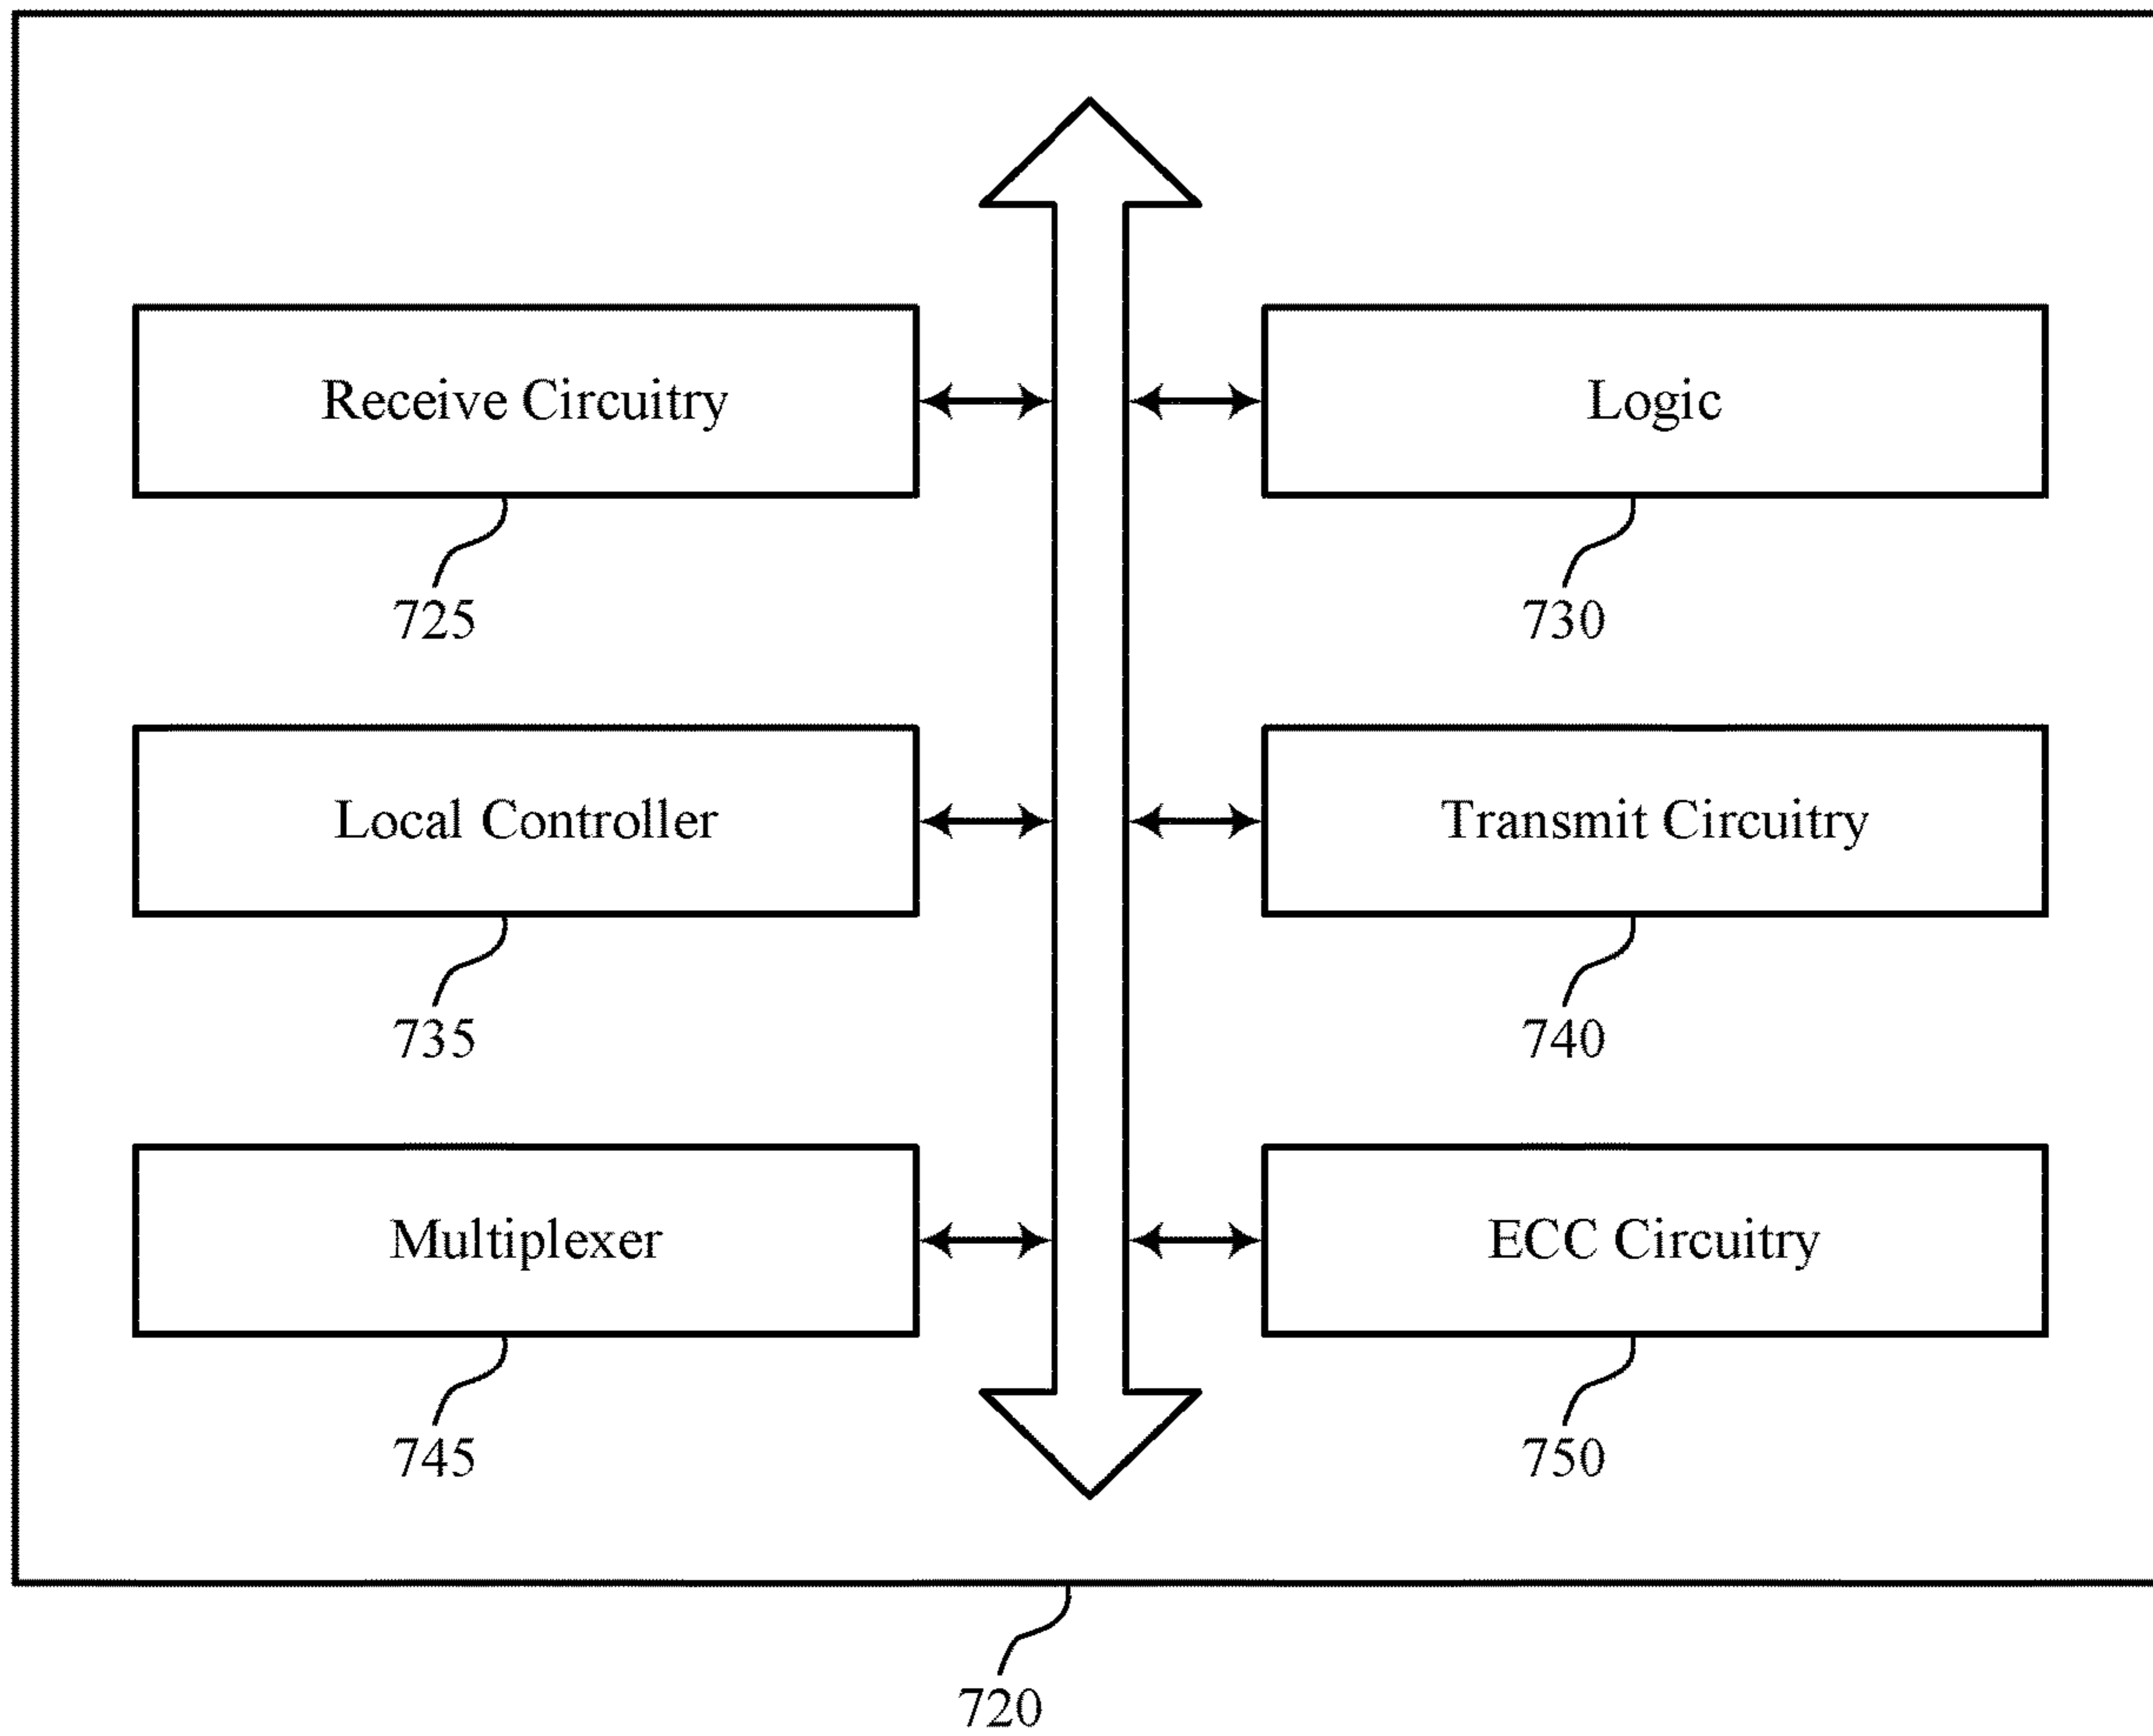 Receive Circuitry
Logic
725
730
Local Controller
Transmit Circuitry
735
740
Multiplexer
ECC Circuitry
745
750
720